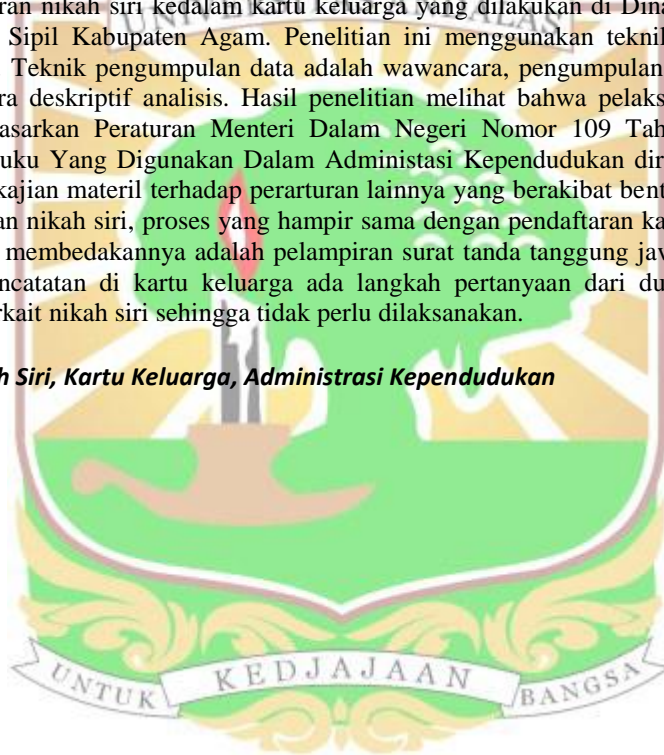 ran nikah siri kedalam kartu keluarga yang dilakukan di Dina
UNIVERSITAS ANDALAS
Sipil Kabupaten Agam. Penelitian ini menggunakan teknik
Teknik pengumpulan data adalah wawancara, pengumpulan
ra deskriptif analisis. Hasil penelitian melihat bahwa pelaks
asarkan Peraturan Menteri Dalam Negeri Nomor 109 Tah
uku Yang Digunakan Dalam Administasi Kependudukan dir
kajian materil terhadap perarturan lainnya yang berakibat bent
an nikah siri, proses yang hampir sama dengan pendaftaran ka
membedakannya adalah pelampiran surat tanda tanggung jav
ncatatan di kartu keluarga ada langkah pertanyaan dari du
rkait nikah siri sehingga tidak perlu dilaksanakan.
h Siri, Kartu Keluarga, Administrasi Kependudukan
UNTUK KEDJAJAAN BANGSA